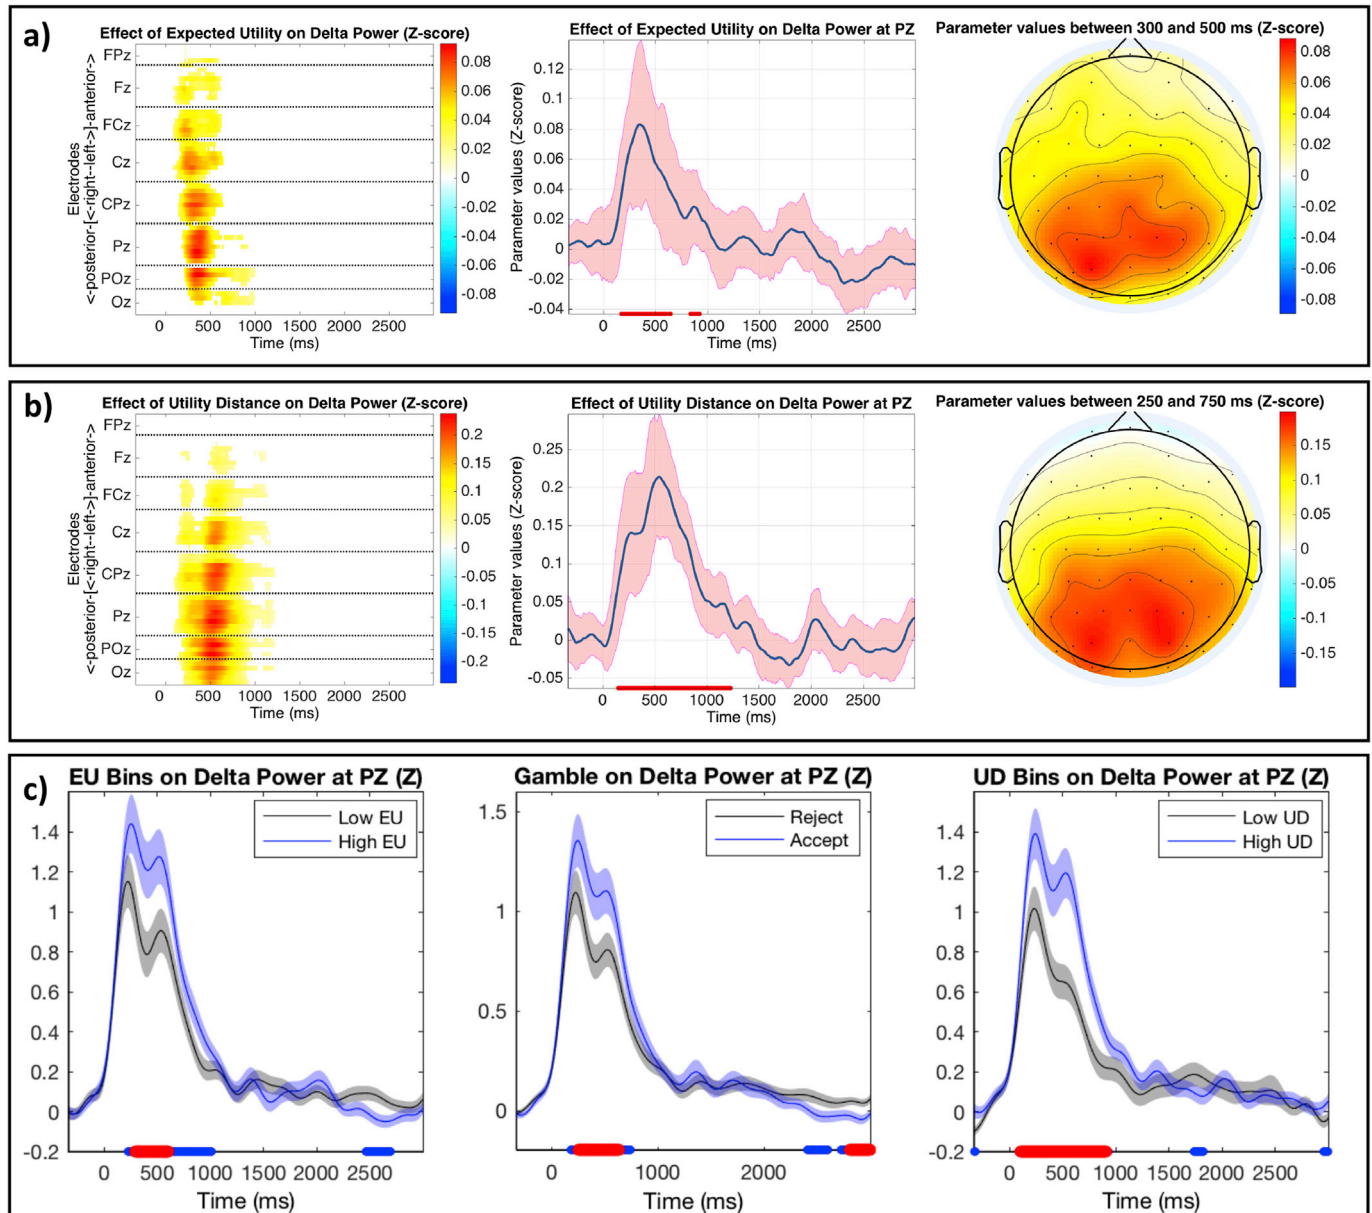 a)
Effect of Expected Utility on Delta Power (Z-score)
FPz
Fz
FCz
Cz
CPz
Pz
POz
Oz
Electrodes
<-posterior-[<-right--left->]-anterior->
0 500 1000 1500 2000 2500
Time (ms)
0.08
0.06
0.04
0.02
0
-0.02
-0.04
-0.06
-0.08
Effect of Expected Utility on Delta Power at PZ
Parameter values (Z-score)
0.12
0.1
0.08
0.06
0.04
0.02
0
-0.02
-0.04
0 500 1000 1500 2000 2500
Time (ms)
Parameter values between 300 and 500 ms (Z-score)
0.08
0.06
0.04
0.02
0
-0.02
-0.04
-0.06
-0.08
b)
Effect of Utility Distance on Delta Power (Z-score)
FPz
Fz
FCz
Cz
CPz
Pz
POz
Oz
Electrodes
<-posterior-[<-right--left->]-anterior->
0 500 1000 1500 2000 2500
Time (ms)
0.2
0.15
0.1
0.05
0
-0.05
-0.1
-0.15
-0.2
Effect of Utility Distance on Delta Power at PZ
Parameter values (Z-score)
0.25
0.2
0.15
0.1
0.05
0
-0.05
0 500 1000 1500 2000 2500
Time (ms)
Parameter values between 250 and 750 ms (Z-score)
0.15
0.10
0.05
0
-0.05
-0.10
-0.15
c)
EU Bins on Delta Power at PZ (Z)
Low EU
High EU
1.4
1.2
1
0.8
0.6
0.4
0.2
0
-0.2
0 500 1000 1500 2000 2500
Time (ms)
Gamble on Delta Power at PZ (Z)
Reject
Accept
1.5
1
0.5
0
0 1000 2000
Time (ms)
UD Bins on Delta Power at PZ (Z)
Low UD
High UD
1.4
1.2
1
0.8
0.6
0.4
0.2
0
-0.2
0 500 1000 1500 2000 2500
Time (ms)